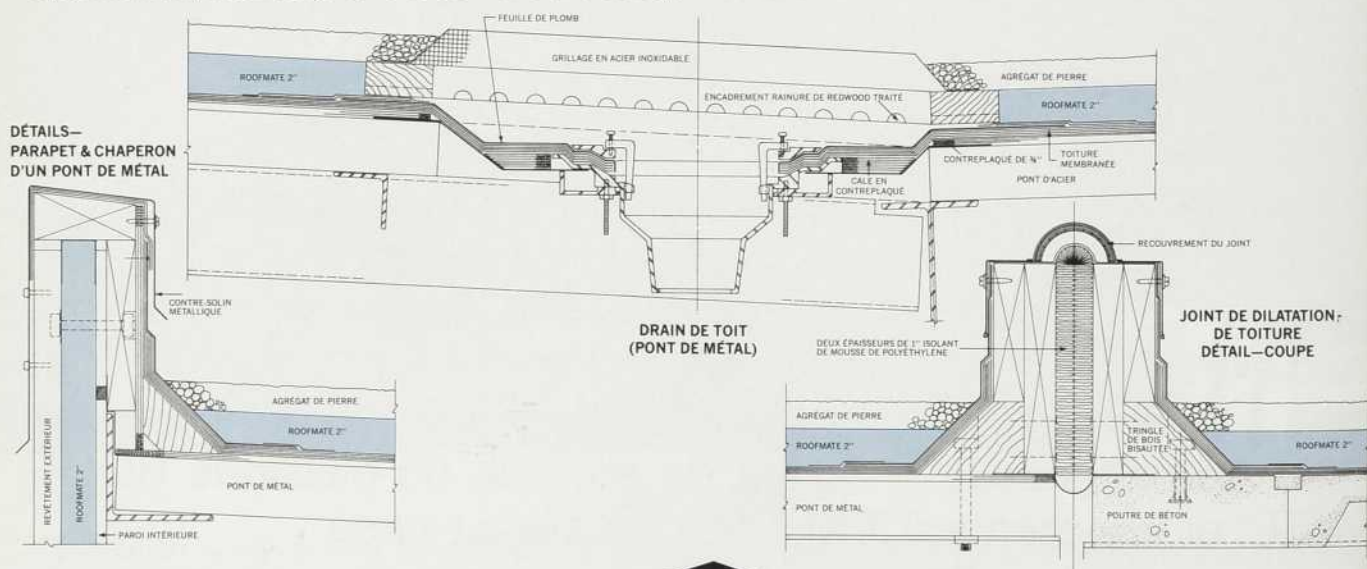 FEUILLE DE PLOMB
GRILLAGE EN ACIER INOXIDABLE
ROOFMATE 2"
AGRÉGAT DE PIERRE
ENCADREMENT RAINURE DE REDWOOD TRAITÉ
ROOFMATE 2"
CONTREPLAQUÉ DE ¾"
TOITURE
MEMBRANÉE
CALE EN
CONTREPLAQUÉ
PONT D'ACIER
DRAIN DE TOIT
(PONT DE MÉTAL)
DÉTAILS—
PARAPET & CHAPERON
D'UN PONT DE MÉTAL
CONTRE-SOLIN
MÉTALLIQUE
AGRÉGAT DE PIERRE
ROOFMATE 2"
REVÊTEMENT EXTÉRIEUR
ROOFMATE 2"
PONT DE MÉTAL
PAROI INTÉRIEURE
RECOUVREMENT DU JOINT
JOINT DE DILATATION
DE TOITURE
DÉTAIL—COUPE
DEUX ÉPAISSEURS DE 1" ISOLANT
DE MOUSSE DE POLYÉTHYLÈNE
AGRÉGAT DE PIERRE
ROOFMATE 2"
TRINGLE
DE BOIS
BISAUTÉE
ROOFMATE 2"
PONT DE MÉTAL
POUTRE DE BÉTON